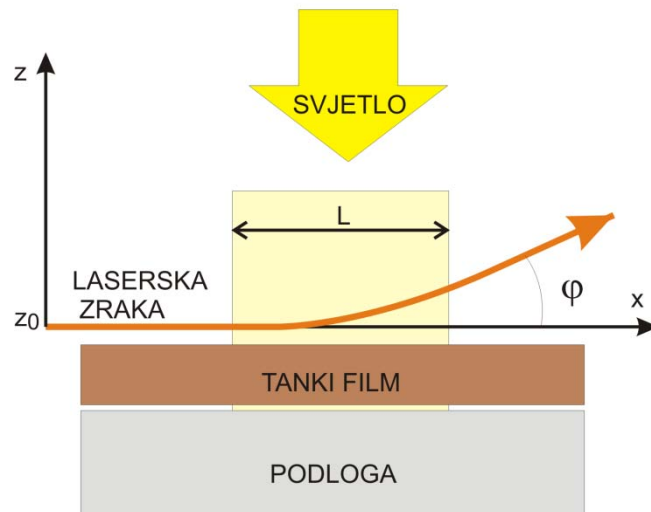 z
SVJETLO
L
LASERSKA
ZRAKA
φ
z0
x
TANKI FILM
PODLOGA